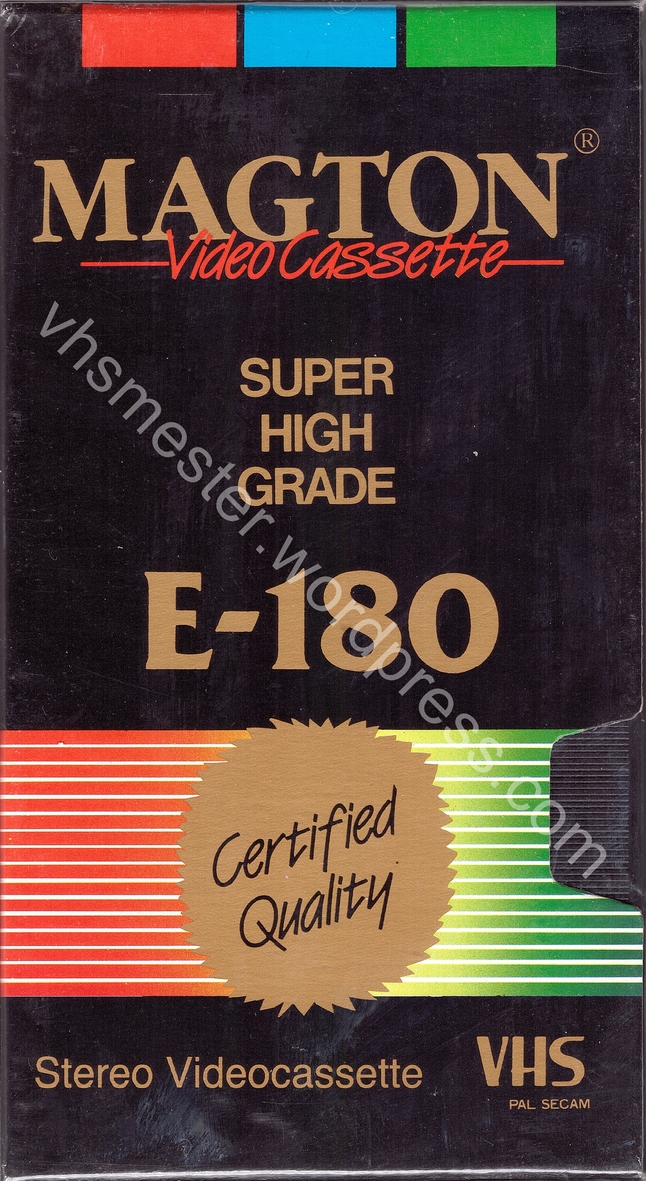 MAGTON®
Video Cassette
SUPER
HIGH
GRADE
E-180
Certified
Quality
Stereo Videocassette
VHS
PAL SECAM
vhsmester.wordpress.com